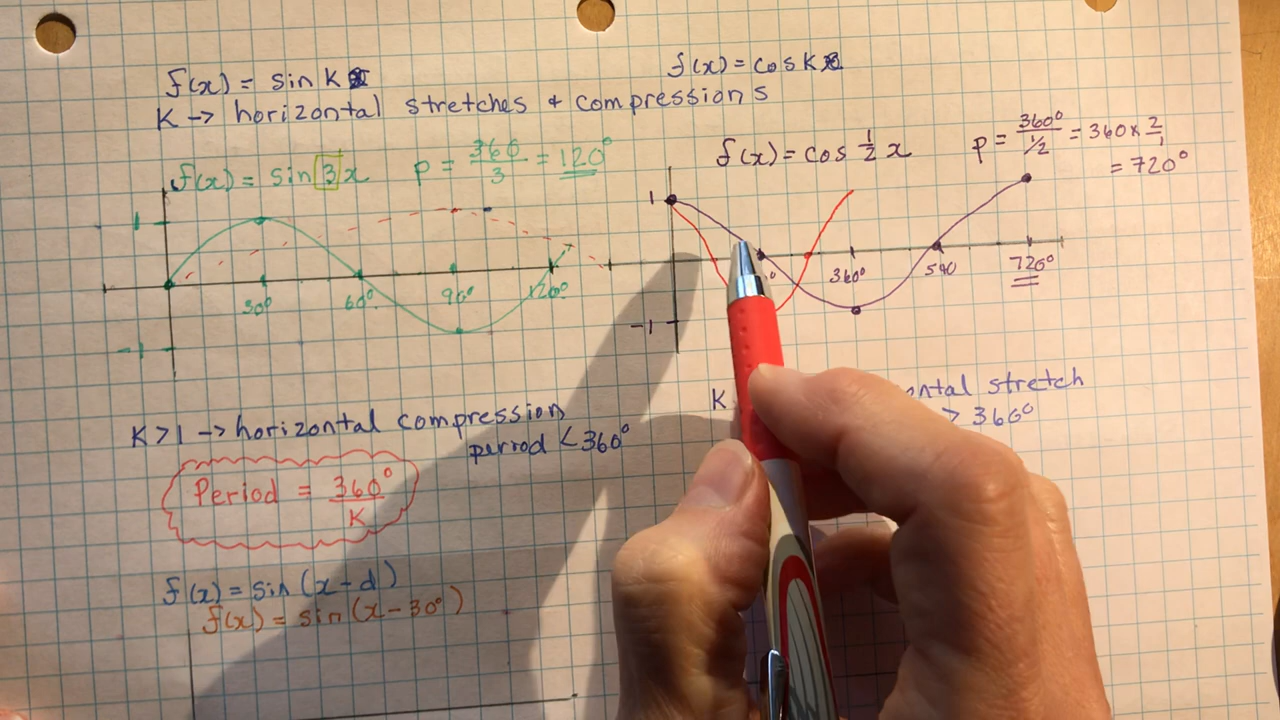 f(x) = sin K
K -> horizontal stretches + compressions
f(x) = sin 3x p = 360/3 = 120°
1
-1
30° 60° 90° 120°
K > 1 -> horizontal compression
period < 360°
Period = 360°/K
f(x) = sin (x - d)
f(x) = sin (x - 30°)
f(x) = cos K
f(x) = cos 1/2 x p = 360°/1/2 = 360 x 2/1
= 720°
1
-1
360° 540 720°
K ntal stretch
> 360°